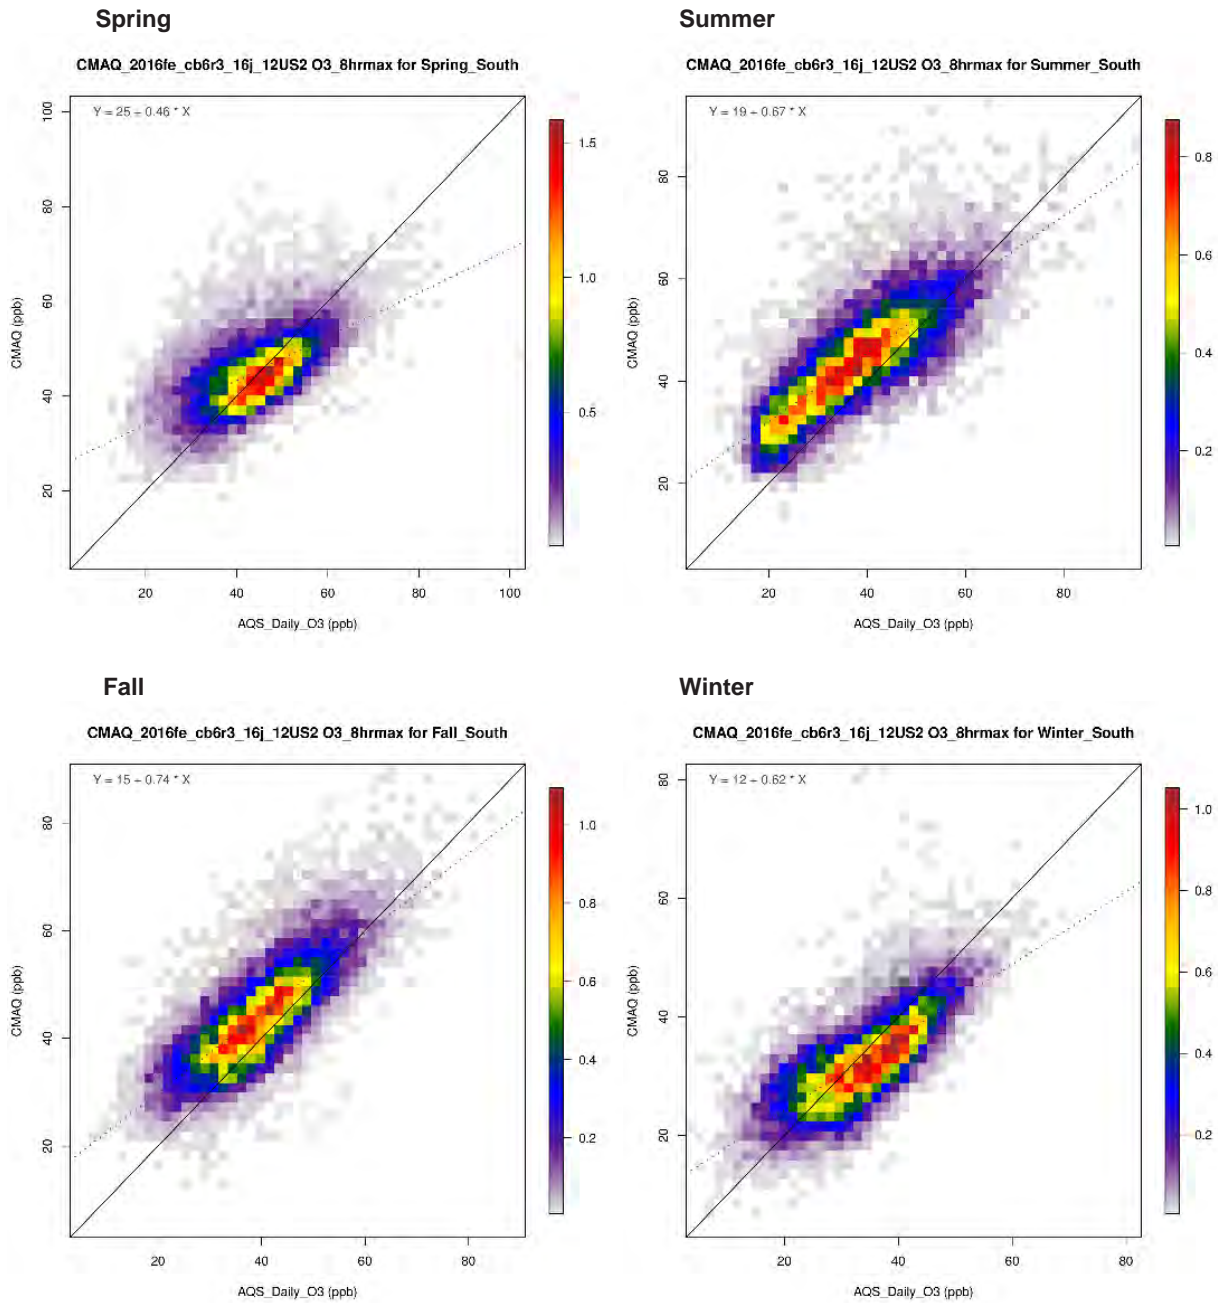 Spring
CMAQ_2016fe_cb6r3_16j_12US2 O3_8hrmax for Spring_South
Y = 25 + 0.46 * X
100
80
60
40
20
CMAQ (ppb)
20 40 60 80 100
AQS_Daily_O3 (ppb)
1.5
1.0
0.5
Summer
CMAQ_2016fe_cb6r3_16j_12US2 O3_8hrmax for Summer_South
Y = 19 + 0.67 * X
80
60
40
20
CMAQ (ppb)
20 40 60 80
AQS_Daily_O3 (ppb)
0.8
0.6
0.4
0.2
Fall
CMAQ_2016fe_cb6r3_16j_12US2 O3_8hrmax for Fall_South
Y = 15 + 0.74 * X
80
60
40
20
CMAQ (ppb)
20 40 60 80
AQS_Daily_O3 (ppb)
1.0
0.8
0.6
0.4
0.2
Winter
CMAQ_2016fe_cb6r3_16j_12US2 O3_8hrmax for Winter_South
Y = 12 + 0.62 * X
80
60
40
20
CMAQ (ppb)
20 40 60 80
AQS_Daily_O3 (ppb)
1.0
0.8
0.6
0.4
0.2